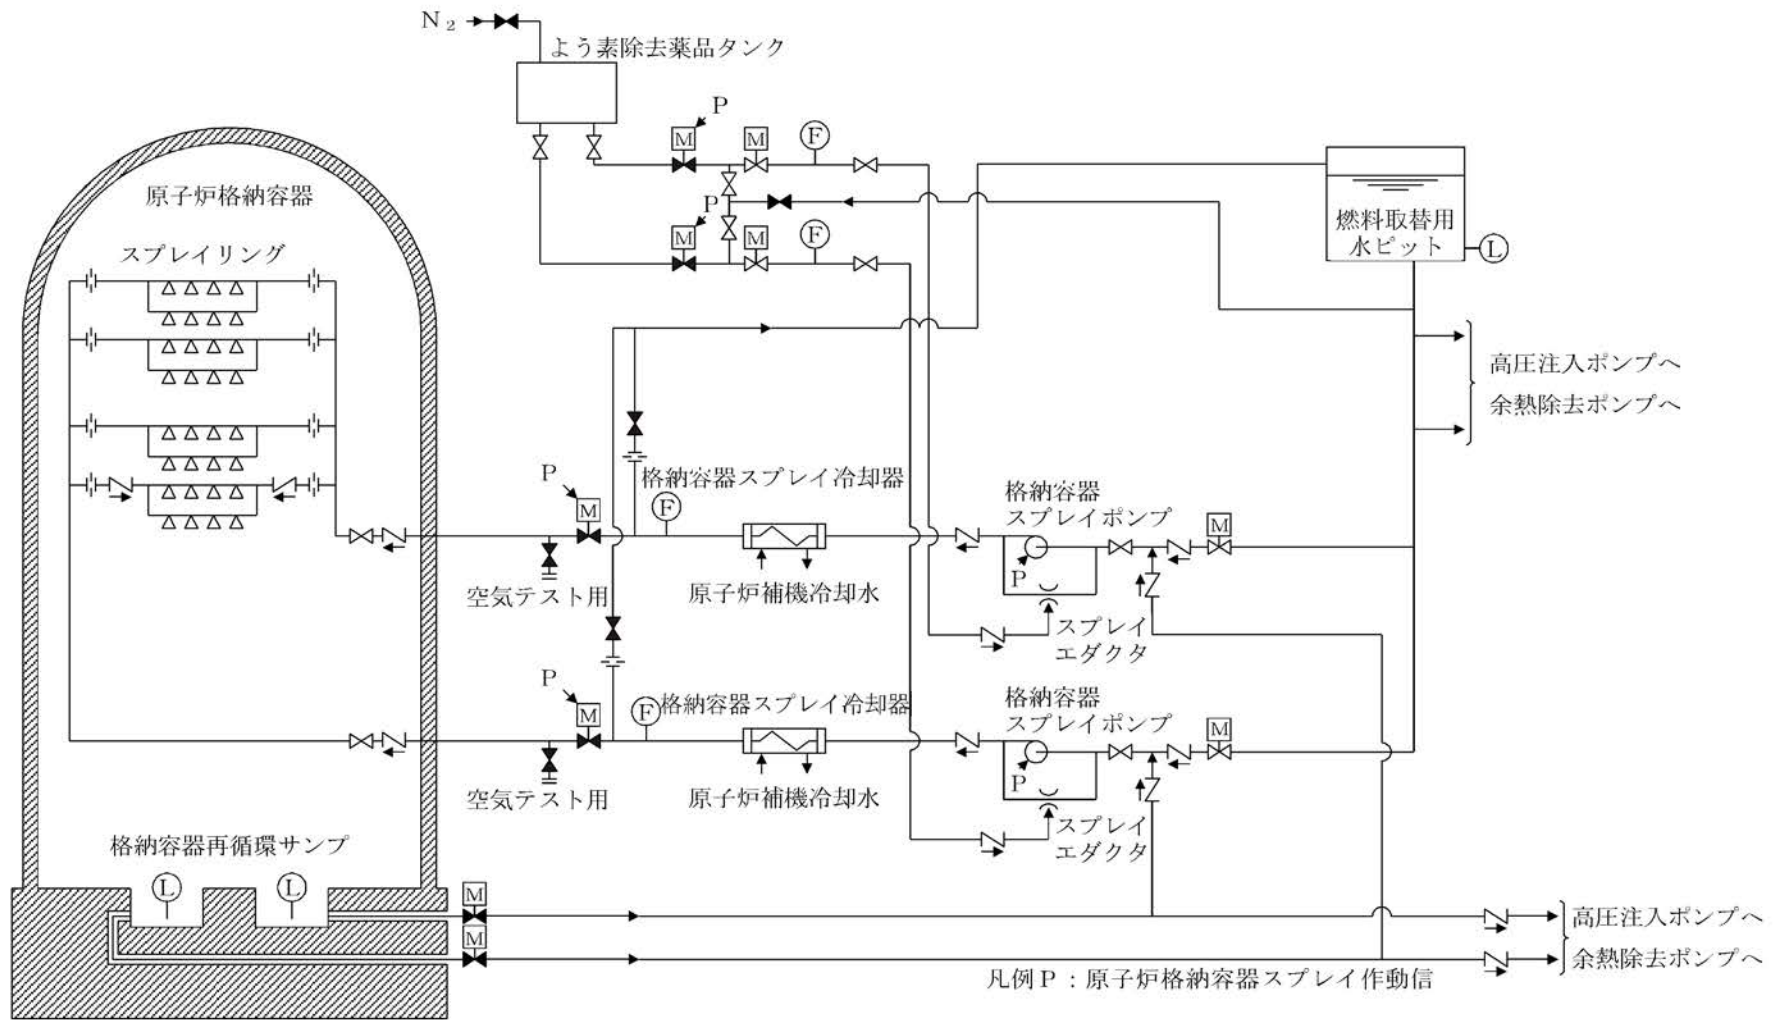 N₂
よう素除去薬品タンク
P
M
M
F
原子炉格納容器
スプレイリング
P
M
M
F
燃料取替用
水ピット
L
高圧注入ポンプへ
余熱除去ポンプへ
P
M
格納容器スプレイ冷却器
F
格納容器
スプレイポンプ
M
P
空気テスト用
原子炉補機冷却水
スプレイ
エダクタ
P
M
格納容器スプレイ冷却器
F
格納容器
スプレイポンプ
M
P
空気テスト用
原子炉補機冷却水
スプレイ
エダクタ
格納容器再循環サンプ
L
L
M
M
高圧注入ポンプへ
余熱除去ポンプへ
凡例P：原子炉格納容器スプレイ作動信